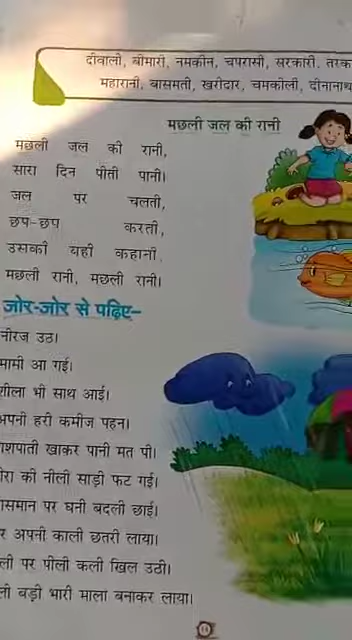 दीवाली, बीमारी, नमकीन, चपरासी, सरकारी, तरक
महारानी, बासमती, खरीदार, चमकीली, दीनानाथ
मछली जल की रानी
मछली जल की रानी,
सारा दिन पीती पानी।
जल पर चलती,
छप-छप करती,
उसकी यही कहानी,
मछली रानी, मछली रानी।
जोर-जोर से पढ़िए–
नीरज उठ।
मामी आ गई।
शीला भी साथ आई।
अपनी हरी कमीज पहन।
ाशपाती खाकर पानी मत पी।
ीरा की नीली साड़ी फट गई।
समान पर घनी बदली छाई।
र अपनी काली छतरी लाया।
ली पर पीली कली खिल उठी।
ली बड़ी भारी माला बनाकर लाया।